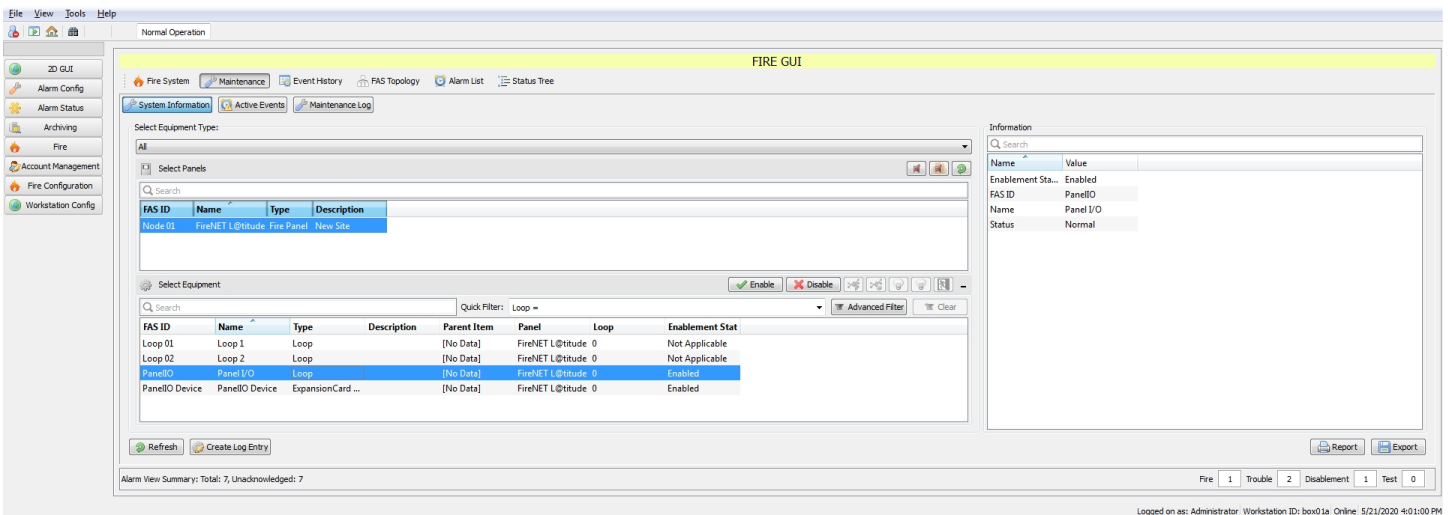 File View Tools Help
Normal Operation
2D GUI
Alarm Config
Alarm Status
Archiving
Fire
Account Management
Fire Configuration
Workstation Config
FIRE GUI
Fire System Maintenance Event History FAS Topology Alarm List Status Tree
System Information Active Events Maintenance Log
Select Equipment Type:
All
Select Panels
Search
FAS ID Name Type Description
Node 01 FireNET L@titude Fire Panel New Site
Select Equipment Enable Disable
Search Quick Filter: Loop = Advanced Filter Clear
FAS ID Name Type Description Parent Item Panel Loop Enablement Stat
Loop 01 Loop 1 Loop [No Data] FireNET L@titude 0 Not Applicable
Loop 02 Loop 2 Loop [No Data] FireNET L@titude 0 Not Applicable
PanelIO Panel I/O Loop [No Data] FireNET L@titude 0 Enabled
PanelIO Device PanelIO Device ExpansionCard ... [No Data] FireNET L@titude 0 Enabled
Refresh Create Log Entry
Information
Search
Name Value
Enablement Sta... Enabled
FAS ID PanelIO
Name Panel I/O
Status Normal
Report Export
Alarm View Summary: Total: 7, Unacknowledged: 7 Fire 1 Trouble 2 Disablement 1 Test 0
Logged on as: Administrator Workstation ID: box01a Online 5/21/2020 4:01:00 PM